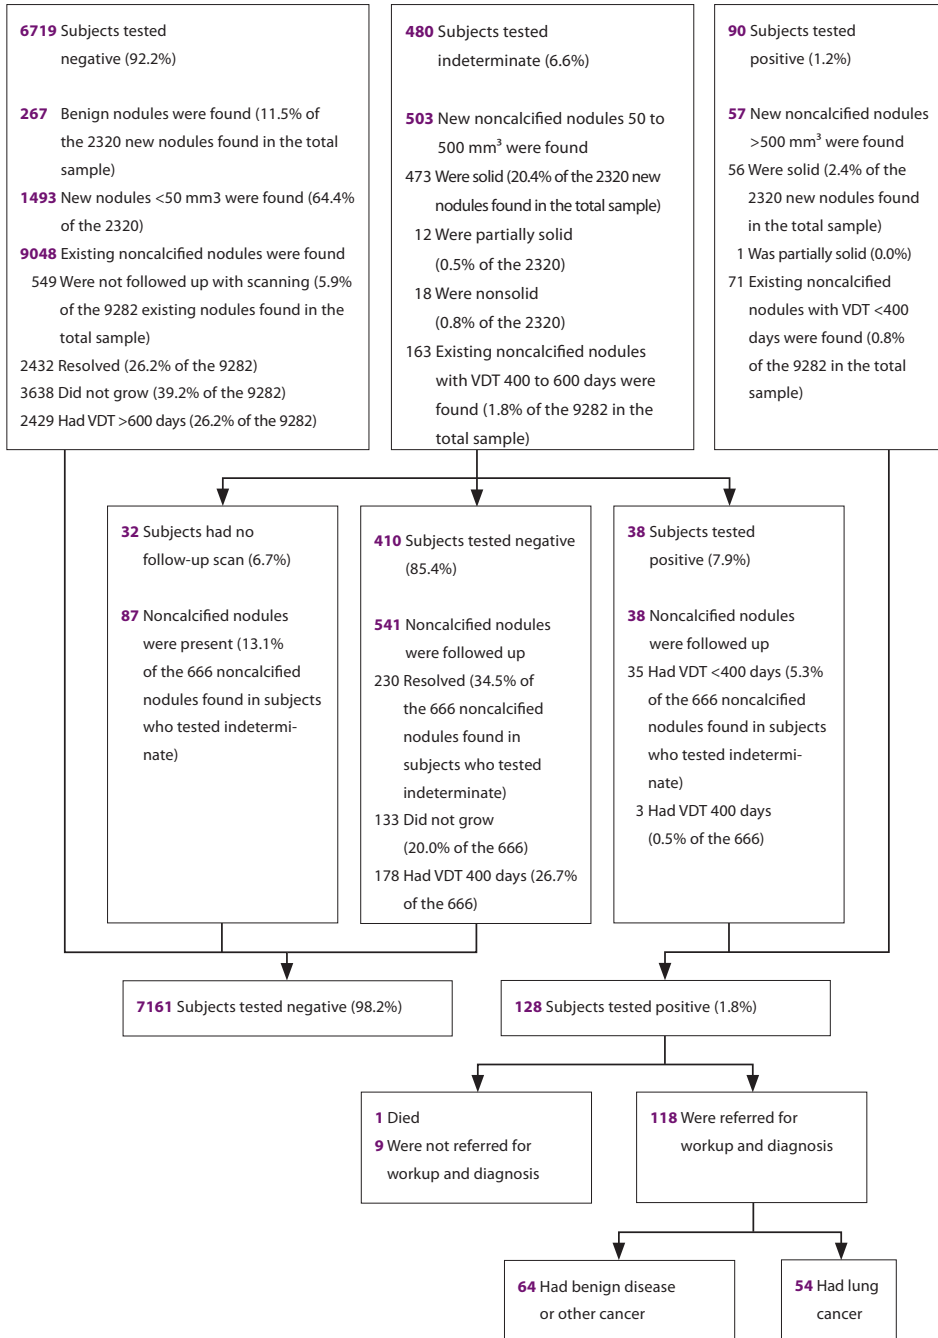 6719 Subjects tested
negative (92.2%)
267 Benign nodules were found (11.5% of
the 2320 new nodules found in the total
sample)
1493 New nodules <50 mm3 were found (64.4%
of the 2320)
9048 Existing noncalcified nodules were found
549 Were not followed up with scanning (5.9%
of the 9282 existing nodules found in the
total sample)
2432 Resolved (26.2% of the 9282)
3638 Did not grow (39.2% of the 9282)
2429 Had VDT >600 days (26.2% of the 9282)
480 Subjects tested
indeterminate (6.6%)
503 New noncalcified nodules 50 to
500 mm³ were found
473 Were solid (20.4% of the 2320 new
nodules found in the total sample)
12 Were partially solid
(0.5% of the 2320)
18 Were nonsolid
(0.8% of the 2320)
163 Existing noncalcified nodules
with VDT 400 to 600 days were
found (1.8% of the 9282 in the
total sample)
90 Subjects tested
positive (1.2%)
57 New noncalcified nodules
>500 mm³ were found
56 Were solid (2.4% of the
2320 new nodules found
in the total sample)
1 Was partially solid (0.0%)
71 Existing noncalcified
nodules with VDT <400
days were found (0.8%
of the 9282 in the total
sample)
32 Subjects had no
follow-up scan (6.7%)
87 Noncalcified nodules
were present (13.1%
of the 666 noncalcified
nodules found in subjects
who tested indetermi-
nate)
410 Subjects tested negative
(85.4%)
541 Noncalcified nodules
were followed up
230 Resolved (34.5% of
the 666 noncalcified
nodules found in
subjects who tested
indeterminate)
133 Did not grow
(20.0% of the 666)
178 Had VDT 400 days (26.7%
of the 666)
38 Subjects tested
positive (7.9%)
38 Noncalcified nodules
were followed up
35 Had VDT <400 days (5.3%
of the 666 noncalcified
nodules found in subjects
who tested indetermi-
nate)
3 Had VDT 400 days
(0.5% of the 666)
7161 Subjects tested negative (98.2%)
128 Subjects tested positive (1.8%)
1 Died
9 Were not referred for
workup and diagnosis
118 Were referred for
workup and diagnosis
64 Had benign disease
or other cancer
54 Had lung
cancer